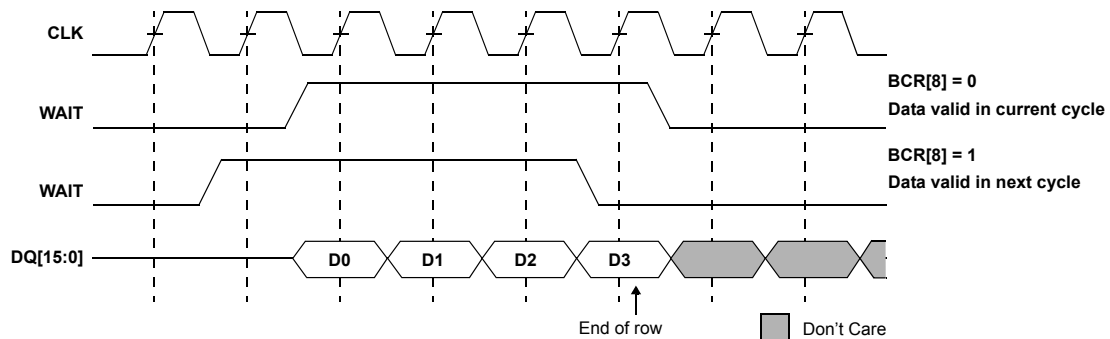 CLK
BCR[8] = 0
WAIT
Data valid in current cycle
BCR[8] = 1
WAIT
Data valid in next cycle
DQ[15:0]
D0 D1 D2 D3
End of row
Don't Care